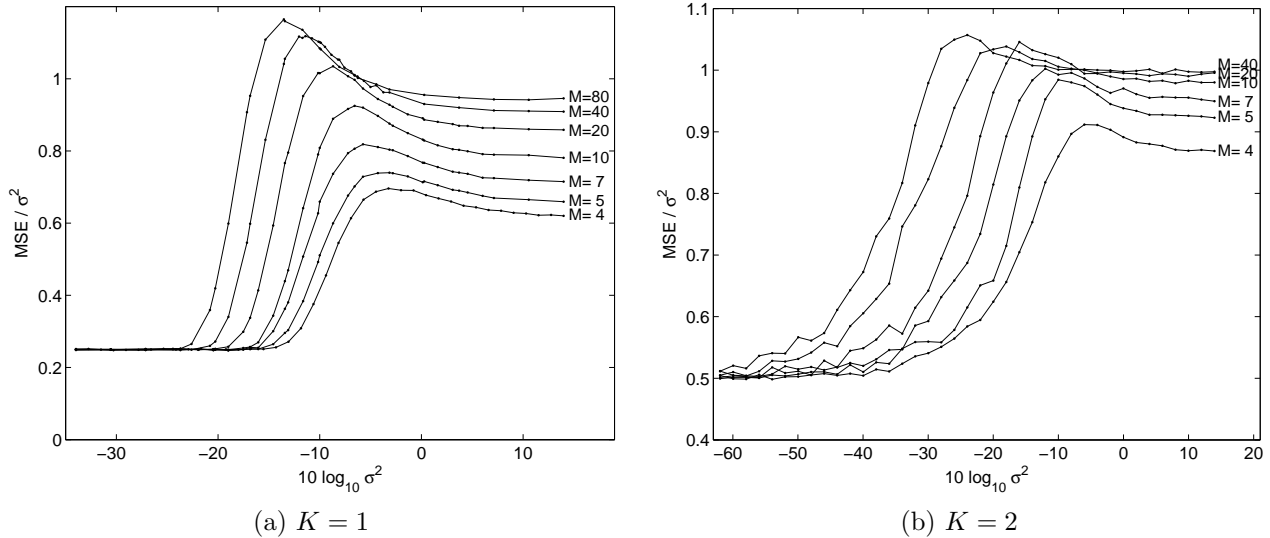 1
0.8
0.6
0.4
0.2
0
MSE / σ²
−30
−20
−10
0
10
10 log₁₀ σ²
M=80
M=40
M=20
M=10
M= 7
M= 5
M= 4
(a) K = 1
1.1
1.0
0.9
0.8
0.7
0.6
0.5
0.4
MSE / σ²
−60
−50
−40
−30
−20
−10
0
10
20
10 log₁₀ σ²
M=40
M=20
M=10
M= 7
M= 5
M= 4
(b) K = 2